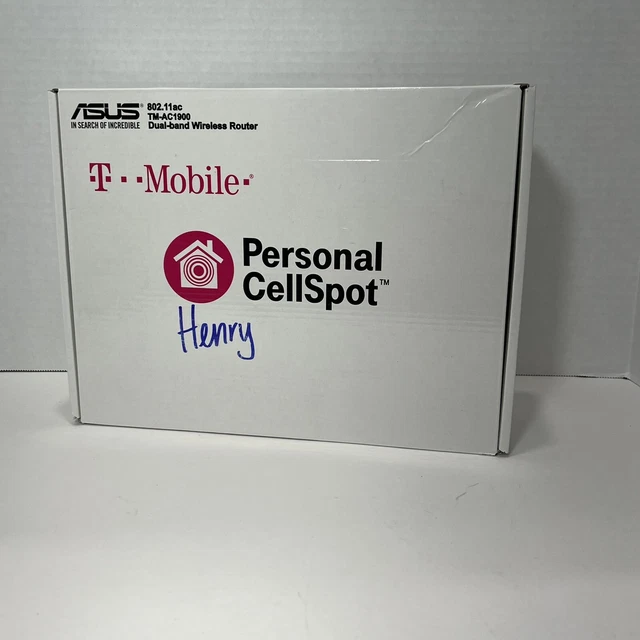 ASUS® 802.11ac
IN SEARCH OF INCREDIBLE TM-AC1900
Dual-band Wireless Router
T··Mobile·®
Personal
CellSpot™
Henry